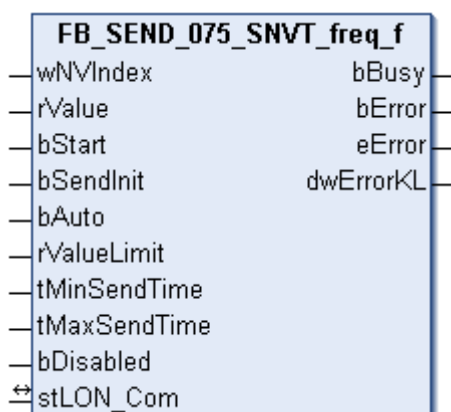 FB_SEND_075_SNVT_freq_f
wNVIndex bBusy
rValue bError
bStart eError
bSendInit dwErrorKL
bAuto
rValueLimit
tMinSendTime
tMaxSendTime
bDisabled
stLON_Com